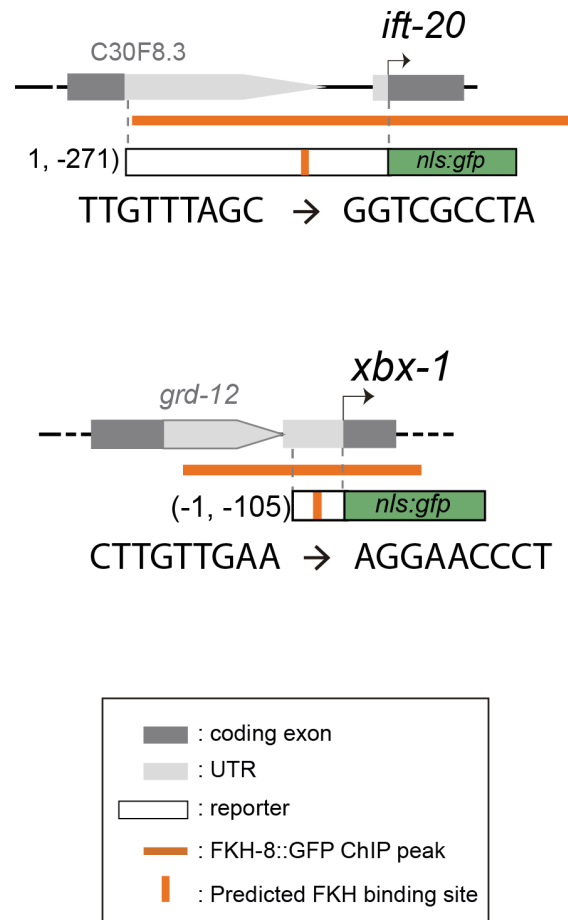 ift-20
C30F8.3
1, -271)
nls:gfp
TTGTTTAGC → GGTCGCCTA
xbx-1
grd-12
(-1, -105)
nls:gfp
CTTGTTGAA → AGGAACCCT
: coding exon
: UTR
: reporter
: FKH-8::GFP ChIP peak
: Predicted FKH binding site